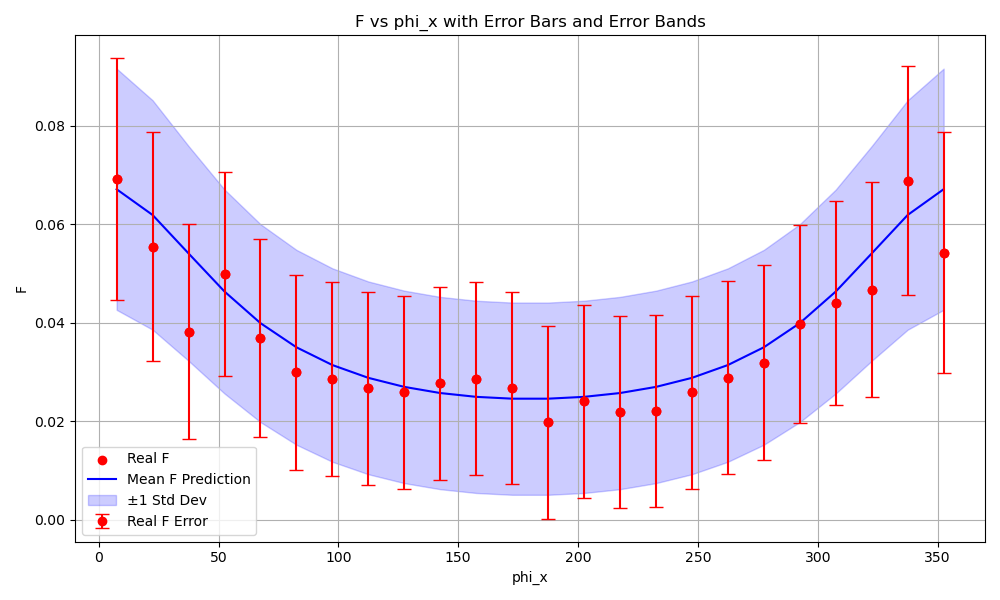 F vs phi_x with Error Bars and Error Bands
F
0.08
0.06
0.04
0.02
0.00
Real F
Mean F Prediction
±1 Std Dev
Real F Error
0
50
100
150
200
250
300
350
phi_x